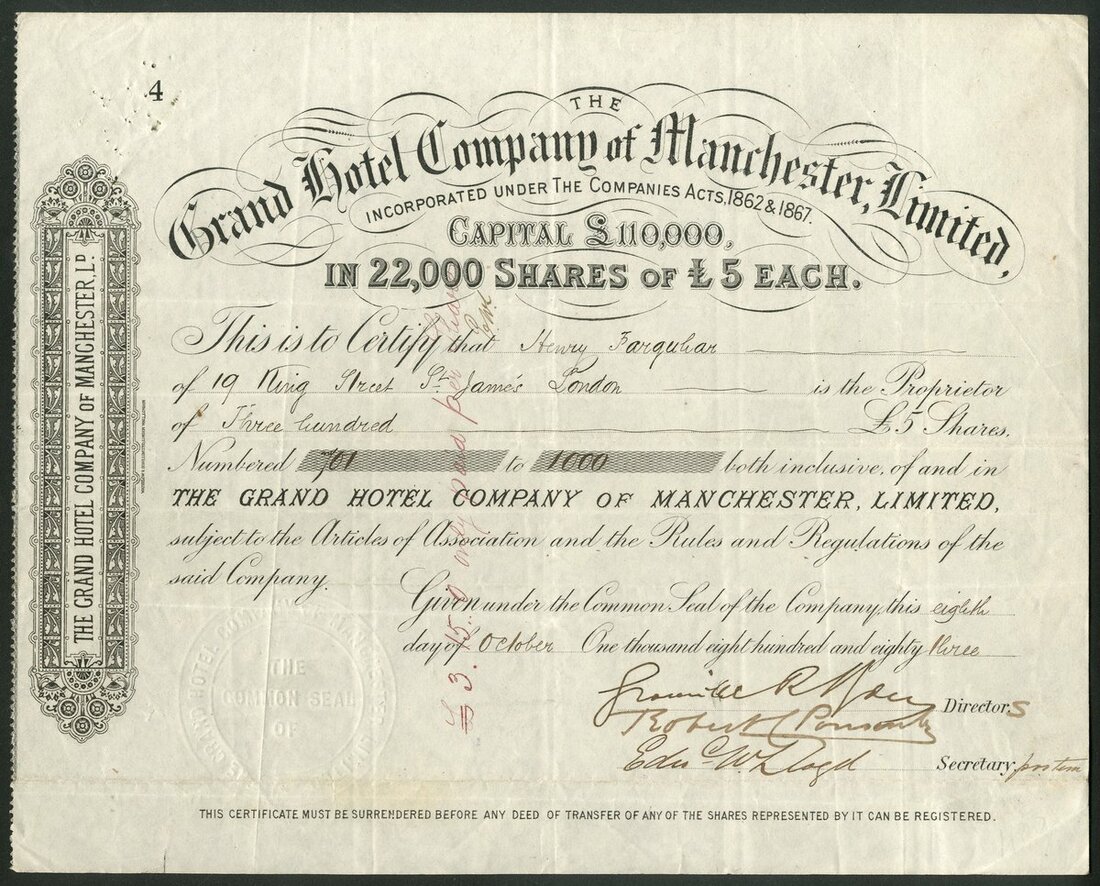 4
THE
Grand Hotel Company of Manchester, Limited,
INCORPORATED UNDER THE COMPANIES ACTS, 1862 & 1867.
CAPITAL £110,000,
IN 22,000 SHARES OF £5 EACH.
This is to Certify that Henry Farquhar
of 19 King Street St. James's London is the Proprietor
of Three hundred £5 Shares.
Numbered 701 to 1000 both inclusive, of and in
THE GRAND HOTEL COMPANY OF MANCHESTER, LIMITED,
subject to the Articles of Association and the Rules and Regulations of the
said Company.
Given under the Common Seal of the Company, this eighth
day of October One thousand eight hundred and eighty three
Directors
Edw W. Lloyd Secretary pro tem
THIS CERTIFICATE MUST BE SURRENDERED BEFORE ANY DEED OF TRANSFER OF ANY OF THE SHARES REPRESENTED BY IT CAN BE REGISTERED.
THE GRAND HOTEL COMPANY OF MANCHESTER, LD.
£3.15.0 only paid per
THE
COMMON SEAL
OF